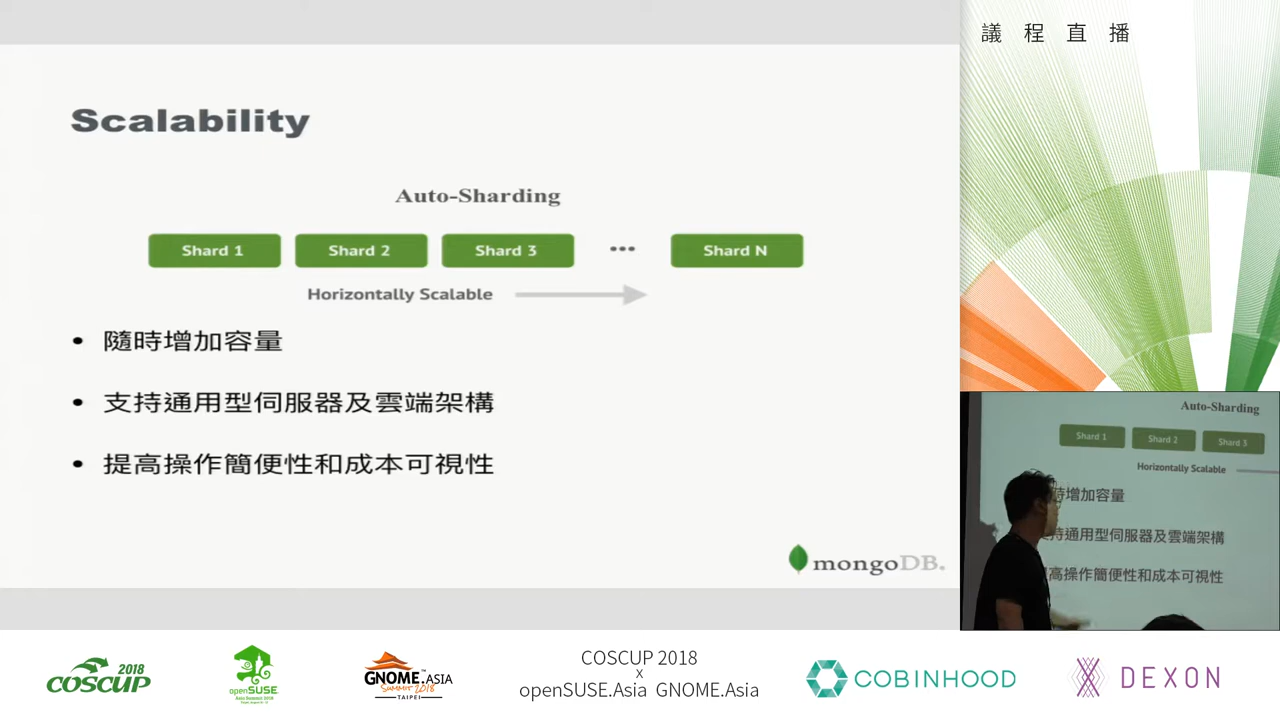 Scalability
Auto-Sharding
Shard 1 Shard 2 Shard 3 ••• Shard N
Horizontally Scalable
• 隨時增加容量
• 支持通用型伺服器及雲端架構
• 提高操作簡便性和成本可視性
mongoDB.
議程直播
Auto-Sharding
Shard 1 Shard 2 Shard 3
Horizontally Scalable
時增加容量
持通用型伺服器及雲端架構
高操作簡便性和成本可視性
2018
COSCUP
openSUSE
GNOME.ASIA
SUMMIT 2018
TAIPEI
COSCUP 2018
x
openSUSE.Asia GNOME.Asia
COBINHOOD
DEXON